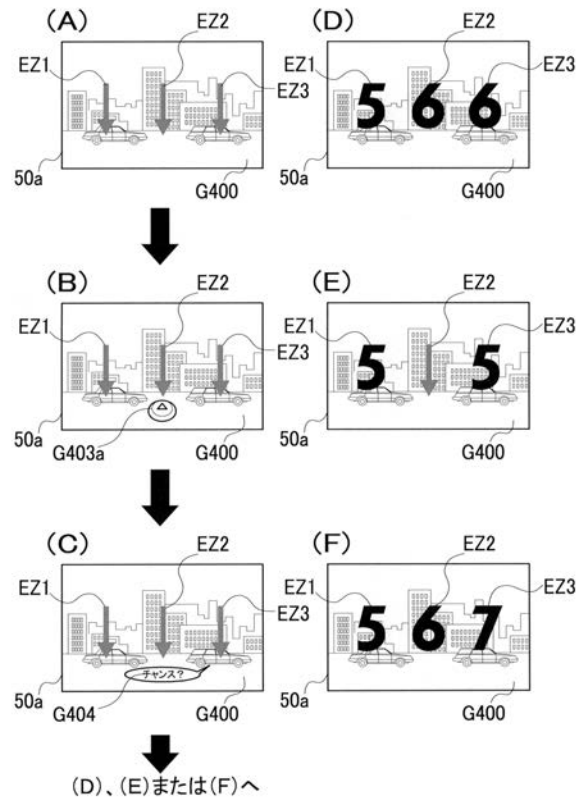 (A)
EZ2
EZ1
EZ3
50a
G400
(B)
EZ2
EZ1
EZ3
50a
G403a
G400
(C)
EZ2
EZ1
EZ3
チャンス?
50a
G404
G400
(D)、(E)または(F)へ
(D)
EZ2
EZ1
EZ3
5 6 6
50a
G400
(E)
EZ2
EZ1
EZ3
5 5
50a
G400
(F)
EZ2
EZ1
EZ3
5 6 7
50a
G400